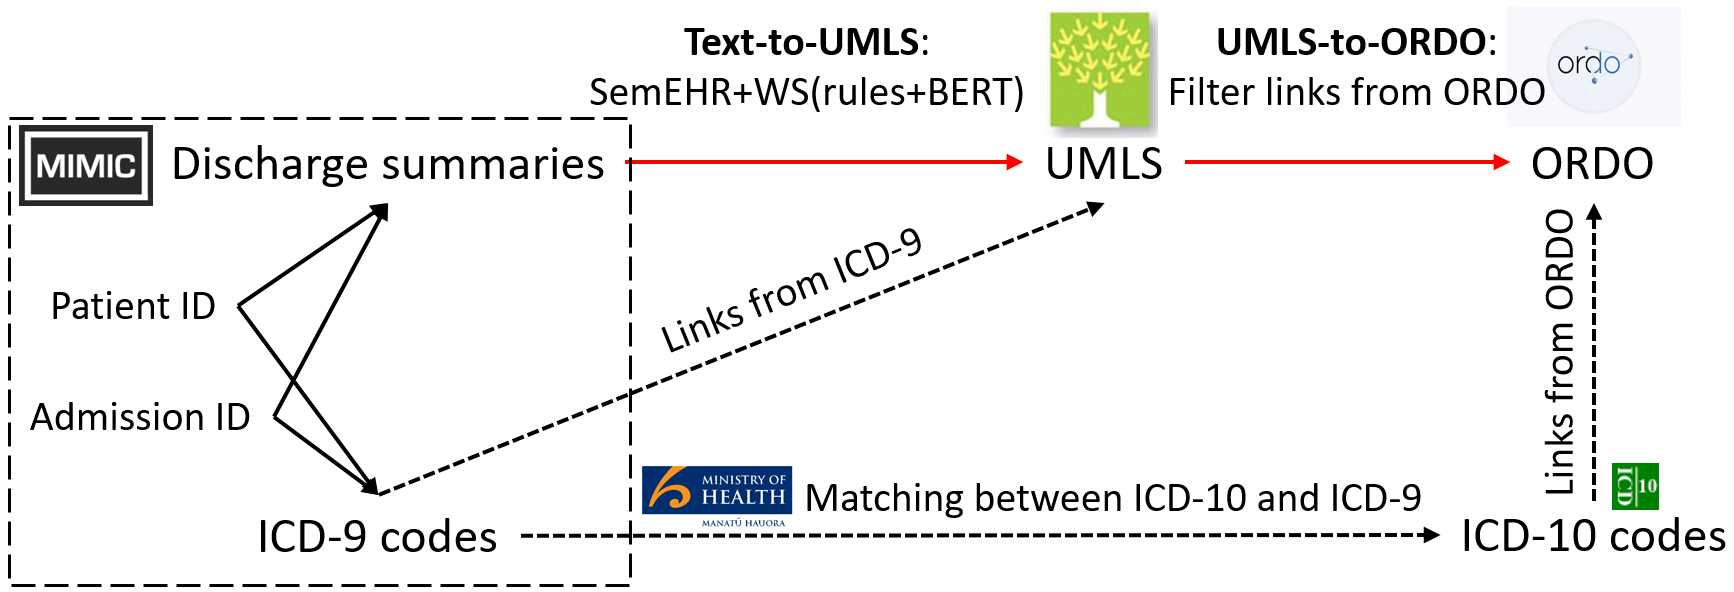 Text-to-UMLS:
SemEHR+WS(rules+BERT)
UMLS-to-ORDO:
Filter links from ORDO
ordo
MIMIC
Discharge summaries
UMLS
ORDO
Patient ID
Admission ID
Links from ICD-9
Links from ORDO
MINISTRY OF
HEALTH
MANATŪ HAUORA
Matching between ICD-10 and ICD-9
ICD
10
ICD-9 codes
ICD-10 codes